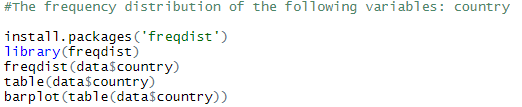 #The frequency distribution of the following variables: country
install.packages('freqdist')
library(freqdist)
freqdist(data$country)
table(data$country)
barplot(table(data$country))